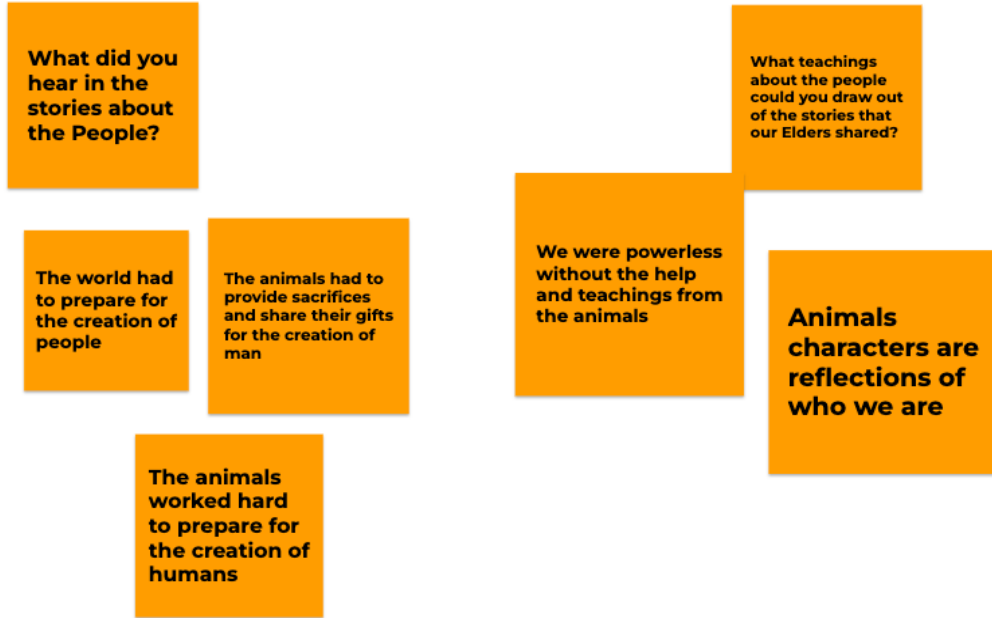 What did you
hear in the
stories about
the People?
The world had
to prepare for
the creation of
people
The animals had to
provide sacrifices
and share their gifts
for the creation of
man
The animals
worked hard
to prepare for
the creation of
humans
What teachings
about the people
could you draw out
of the stories that
our Elders shared?
We were powerless
without the help
and teachings from
the animals
Animals
characters are
reflections of
who we are